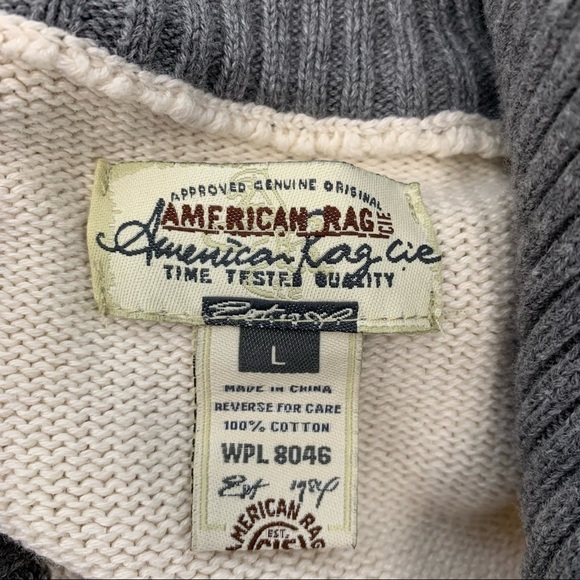 APPROVED GENUINE ORIGINAL
AMERICAN RAG CIE
American Rag Cie
TIME TESTED QUALITY
L
MADE IN CHINA
REVERSE FOR CARE
100% COTTON
WPL 8046
Est 1984
AMERICAN RAG
EST.
CIE